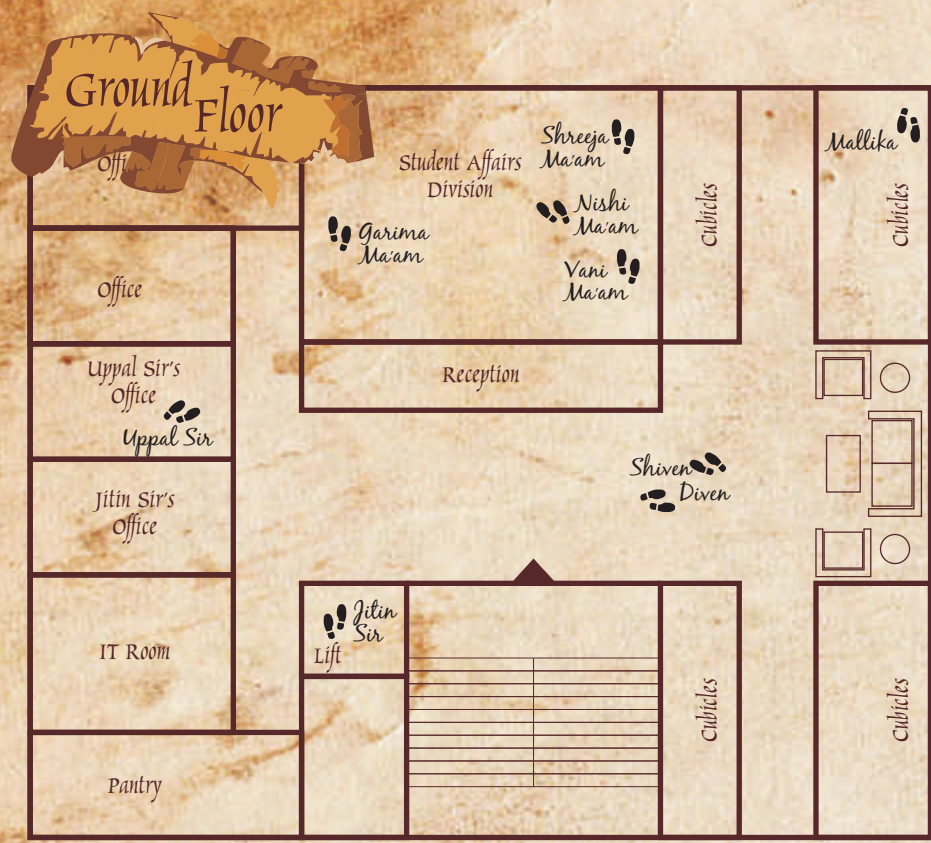 Ground
Floor
Student Affairs
Division
Shreeja
Ma'am
Nishi
Ma'am
Garima
Ma'am
Vani
Ma'am
Cubicles
Mallika
Cubicles
Office
Uppal Sir's
Office
Uppal Sir
Reception
Shiven
Diven
Jitin Sir's
Office
IT Room
Jitin
Sir
Lift
Cubicles
Cubicles
Pantry